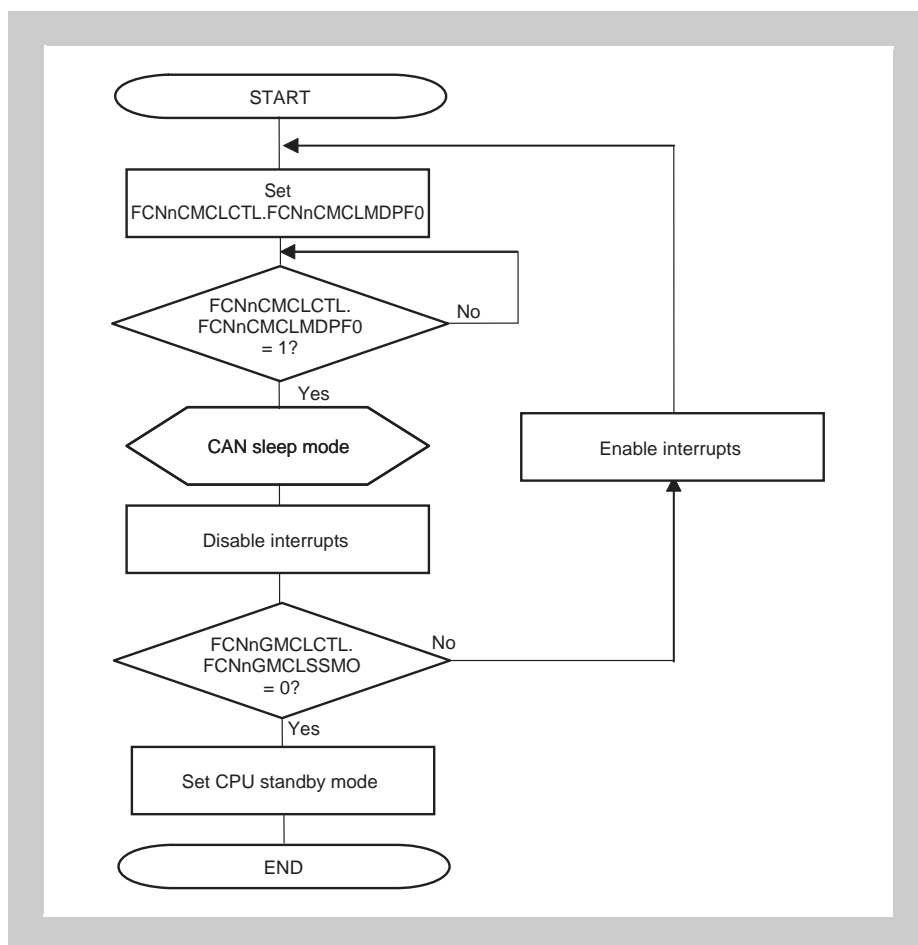 START
Set
FCNnCMCLCTL.FCNnCMCLMDPF0
FCNnCMCLCTL.
FCNnCMCLMDPF0
= 1?
No
Yes
CAN sleep mode
Enable interrupts
Disable interrupts
FCNnGMCLCTL.
FCNnGMCLSSMO
= 0?
No
Yes
Set CPU standby mode
END